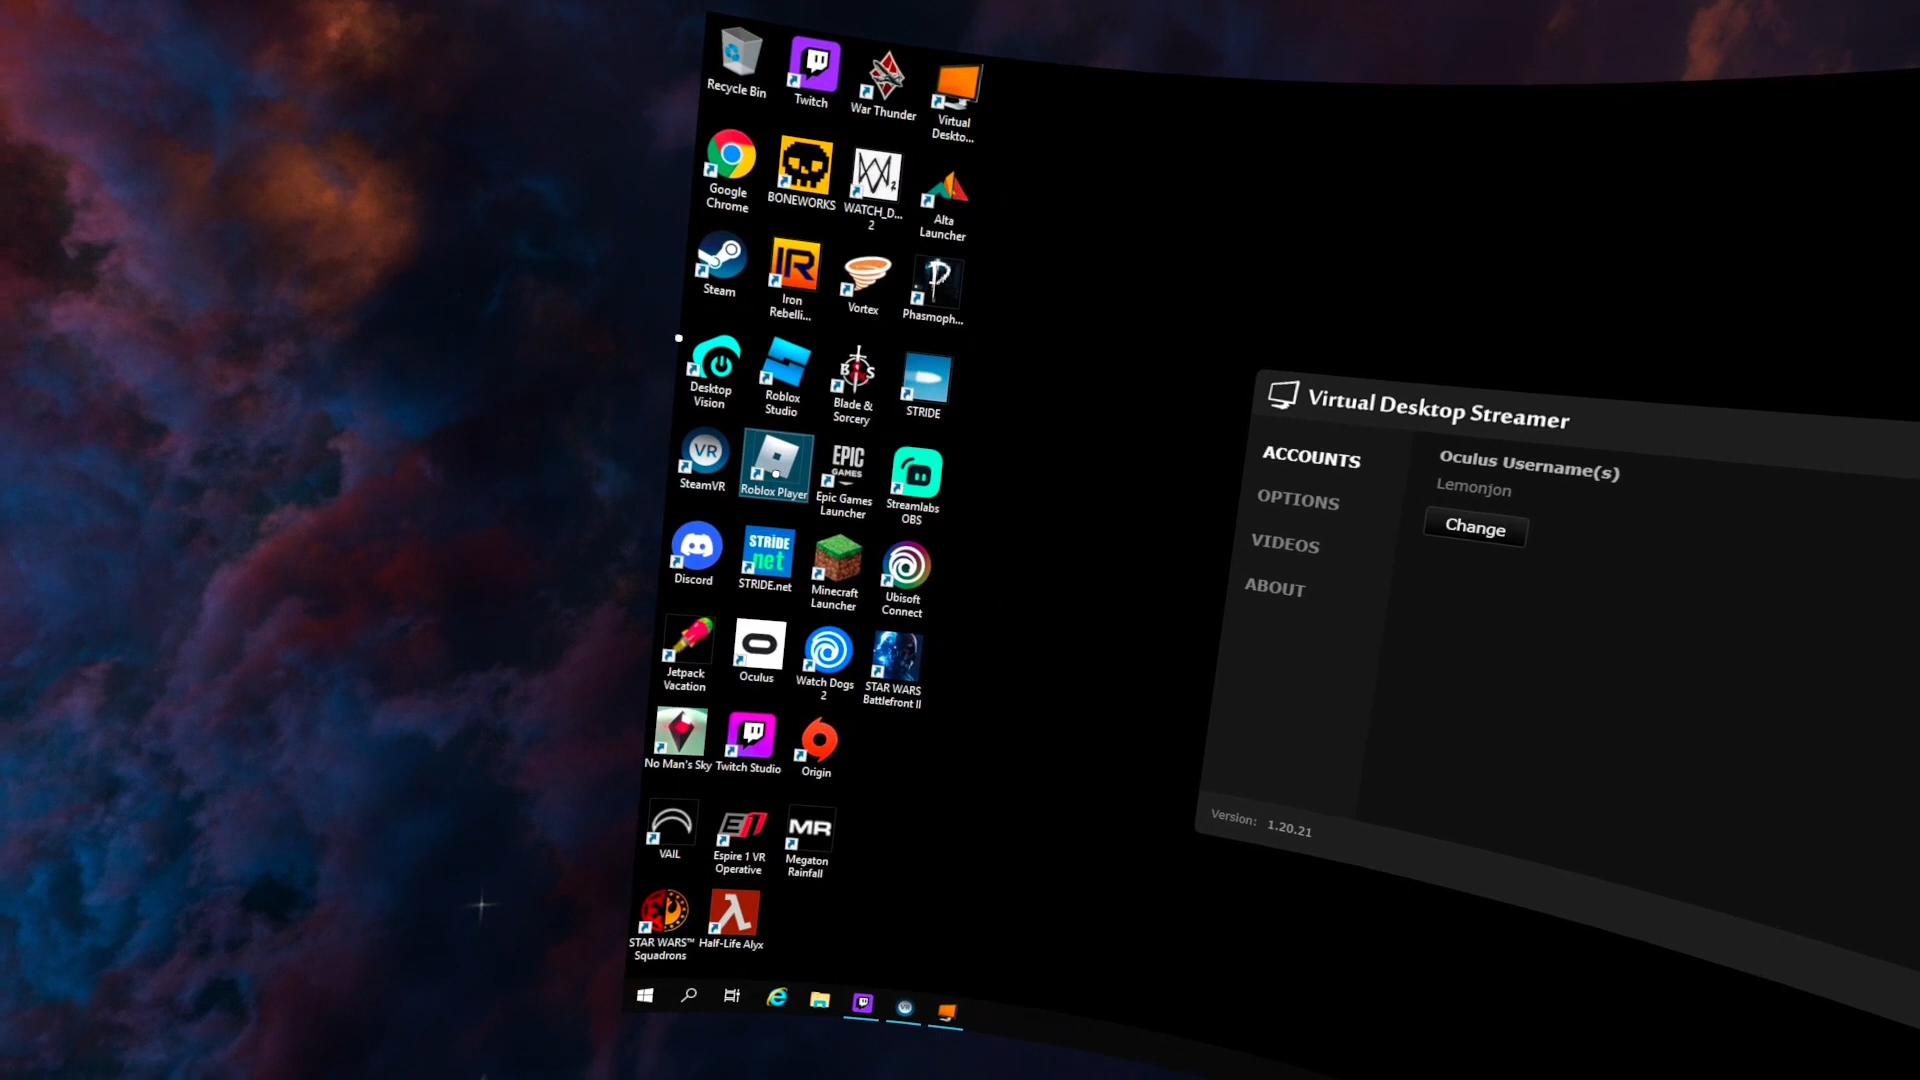 Recycle Bin
Twitch
War Thunder
Virtual
Deskto...
Google
Chrome
BONEWORKS
WATCH_D...
2
Alta
Launcher
Steam
IR
Iron
Rebelli...
Vortex
Phasmoph...
Desktop
Vision
Roblox
Studio
B S
Blade &
Sorcery
STRIDE
VR
SteamVR
Roblox Player
EPIC
GAMES
Epic Games
Launcher
Streamlabs
OBS
Discord
STRIDE
net
STRIDE.net
Minecraft
Launcher
Ubisoft
Connect
Jetpack
Vacation
Oculus
Watch Dogs
2
STAR WARS
Battlefront II
No Man's Sky
Twitch Studio
Origin
VAIL
E1
Espire 1 VR
Operative
MR
Megaton
Rainfall
STAR WARS™
Squadrons
Half-Life Alyx
Virtual Desktop Streamer
ACCOUNTS
OPTIONS
VIDEOS
ABOUT
Oculus Username(s)
Lemonjon
Change
Version: 1.20.21